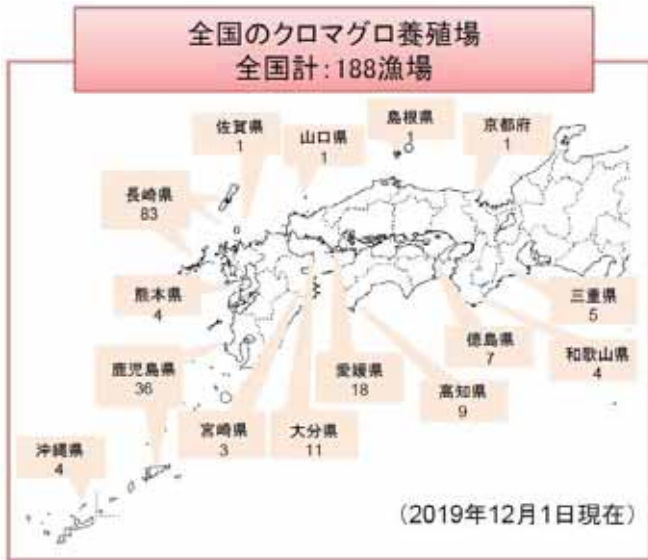 全国のクロマグロ養殖場
全国計：188漁場
島根県
1
京都府
1
佐賀県
1
山口県
1
長崎県
83
熊本県
4
三重県
5
徳島県
7
和歌山県
4
鹿児島県
36
愛媛県
18
高知県
9
宮崎県
3
大分県
11
沖縄県
4
（2019年12月1日現在）